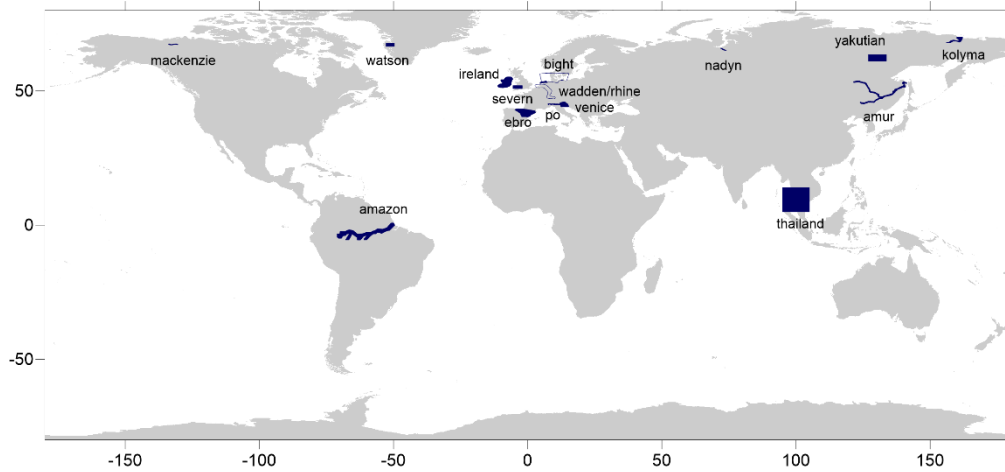 yakutian
kolyma
mackenzie
watson
bight
nadyn
ireland
severn
wadden/rhine
venice
po
ebro
amur
amazon
thailand
50
0
-50
-150
-100
-50
0
50
100
150